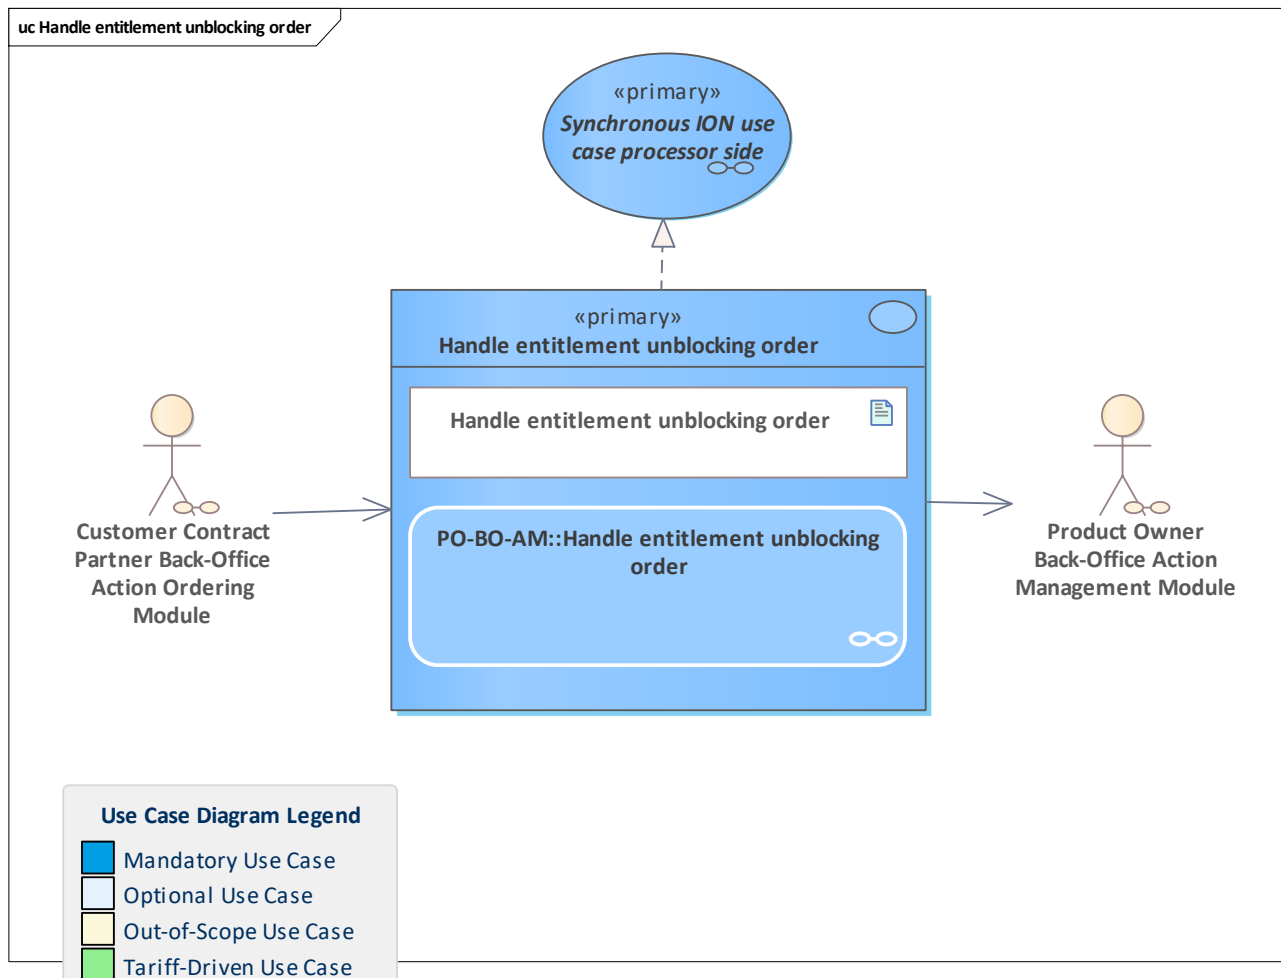 uc Handle entitlement unblocking order
«primary»
Synchronous ION use
case processor side
«primary»
Handle entitlement unblocking order
Handle entitlement unblocking order
PO-BO-AM::Handle entitlement unblocking
order
Customer Contract
Partner Back-Office
Action Ordering
Module
Product Owner
Back-Office Action
Management Module
Use Case Diagram Legend
Mandatory Use Case
Optional Use Case
Out-of-Scope Use Case
Tariff-Driven Use Case